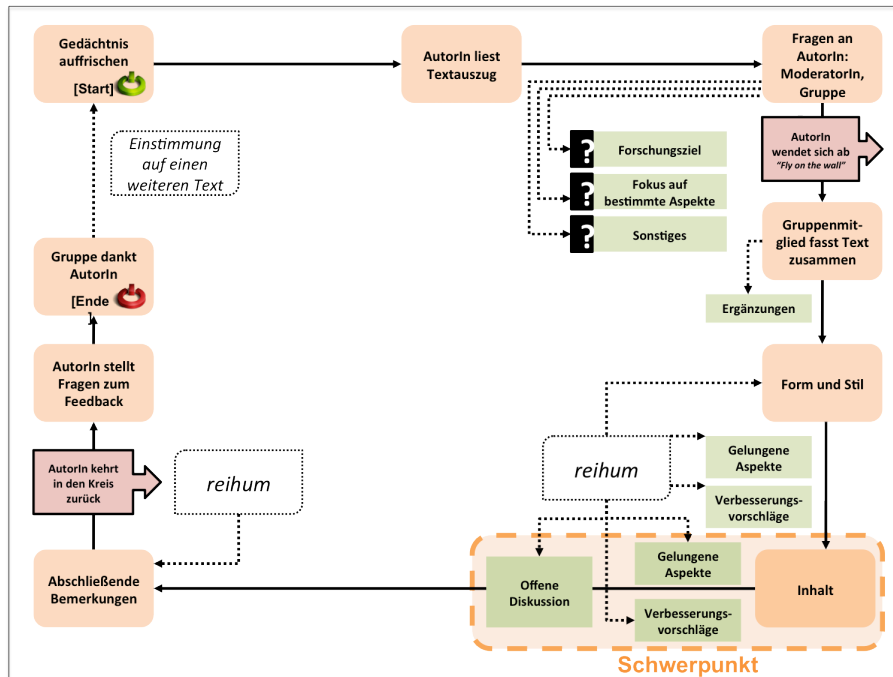 Gedächtnis
auffrischen
[Start]
AutorIn liest
Textauszug
Fragen an
AutorIn:
ModeratorIn,
Gruppe
AutorIn
wendet sich ab
"Fly on the wall"
Einstimmung
auf einen
weiteren Text
?
Forschungsziel
?
Fokus auf
bestimmte Aspekte
?
Sonstiges
Gruppenmit-
glied fasst Text
zusammen
Ergänzungen
Gruppe dankt
AutorIn
[Ende
]
AutorIn stellt
Fragen zum
Feedback
Form und Stil
reihum
Gelungene
Aspekte
Verbesserungs-
vorschläge
AutorIn kehrt
in den Kreis
zurück
reihum
Abschließende
Bemerkungen
Offene
Diskussion
Gelungene
Aspekte
Verbesserungs-
vorschläge
Inhalt
Schwerpunkt